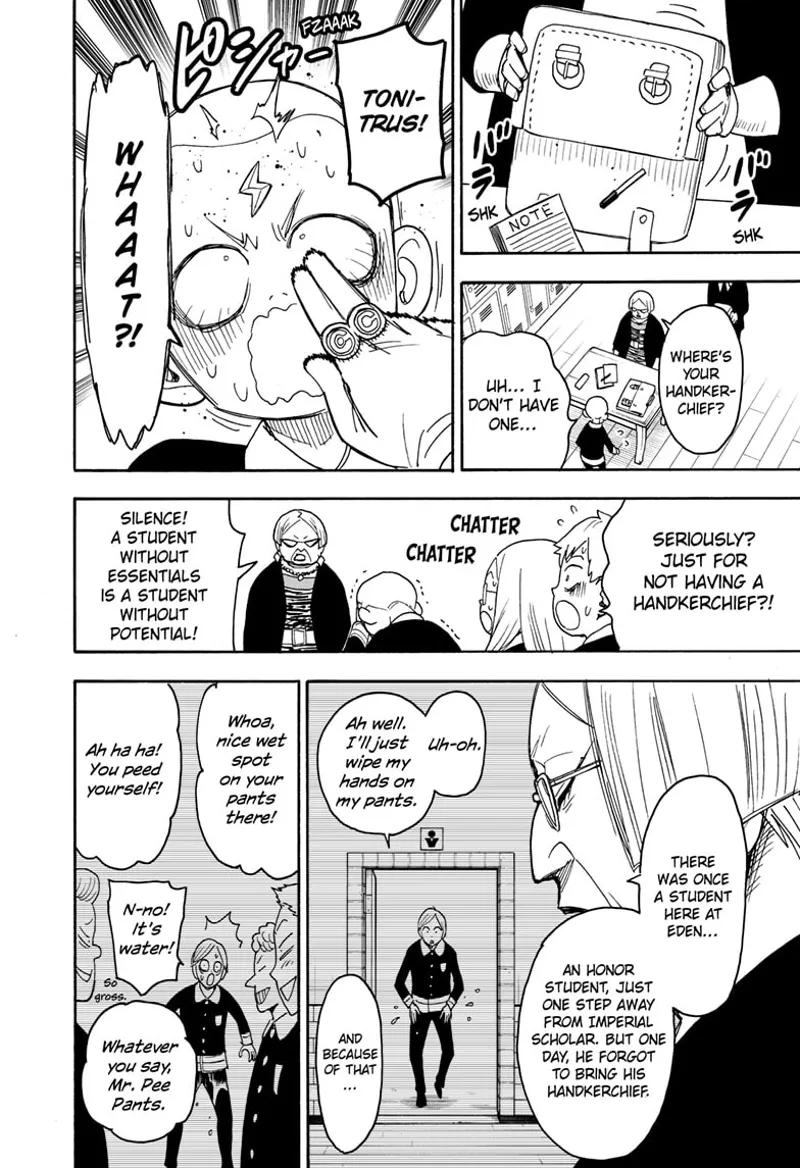 SHK
NOTE
SHK
WHERE'S
YOUR
HANDKER-
CHIEF?
UH... I
DON'T HAVE
ONE...
FZAAAK
ピシャー
TONI-
TRUS!
WHAAAT?!
CC
SERIOUSLY?
JUST FOR
NOT HAVING A
HANDKERCHIEF?!
CHATTER
CHATTER
SILENCE!
A STUDENT
WITHOUT
ESSENTIALS
IS A STUDENT
WITHOUT
POTENTIAL!
THERE
WAS ONCE
A STUDENT
HERE AT
EDEN...
AN HONOR
STUDENT, JUST
ONE STEP AWAY
FROM IMPERIAL
SCHOLAR. BUT ONE
DAY, HE FORGOT
TO BRING HIS
HANDKERCHIEF.
Uh-oh.
Ah well.
I'll just
wipe my
hands on
my pants.
AND
BECAUSE
OF THAT
...
Whoa,
nice wet
spot
on your
pants
there!
Ah ha ha!
You peed
yourself!
N-no!
It's
water!
So
gross.
Whatever
you say,
Mr. Pee
Pants.